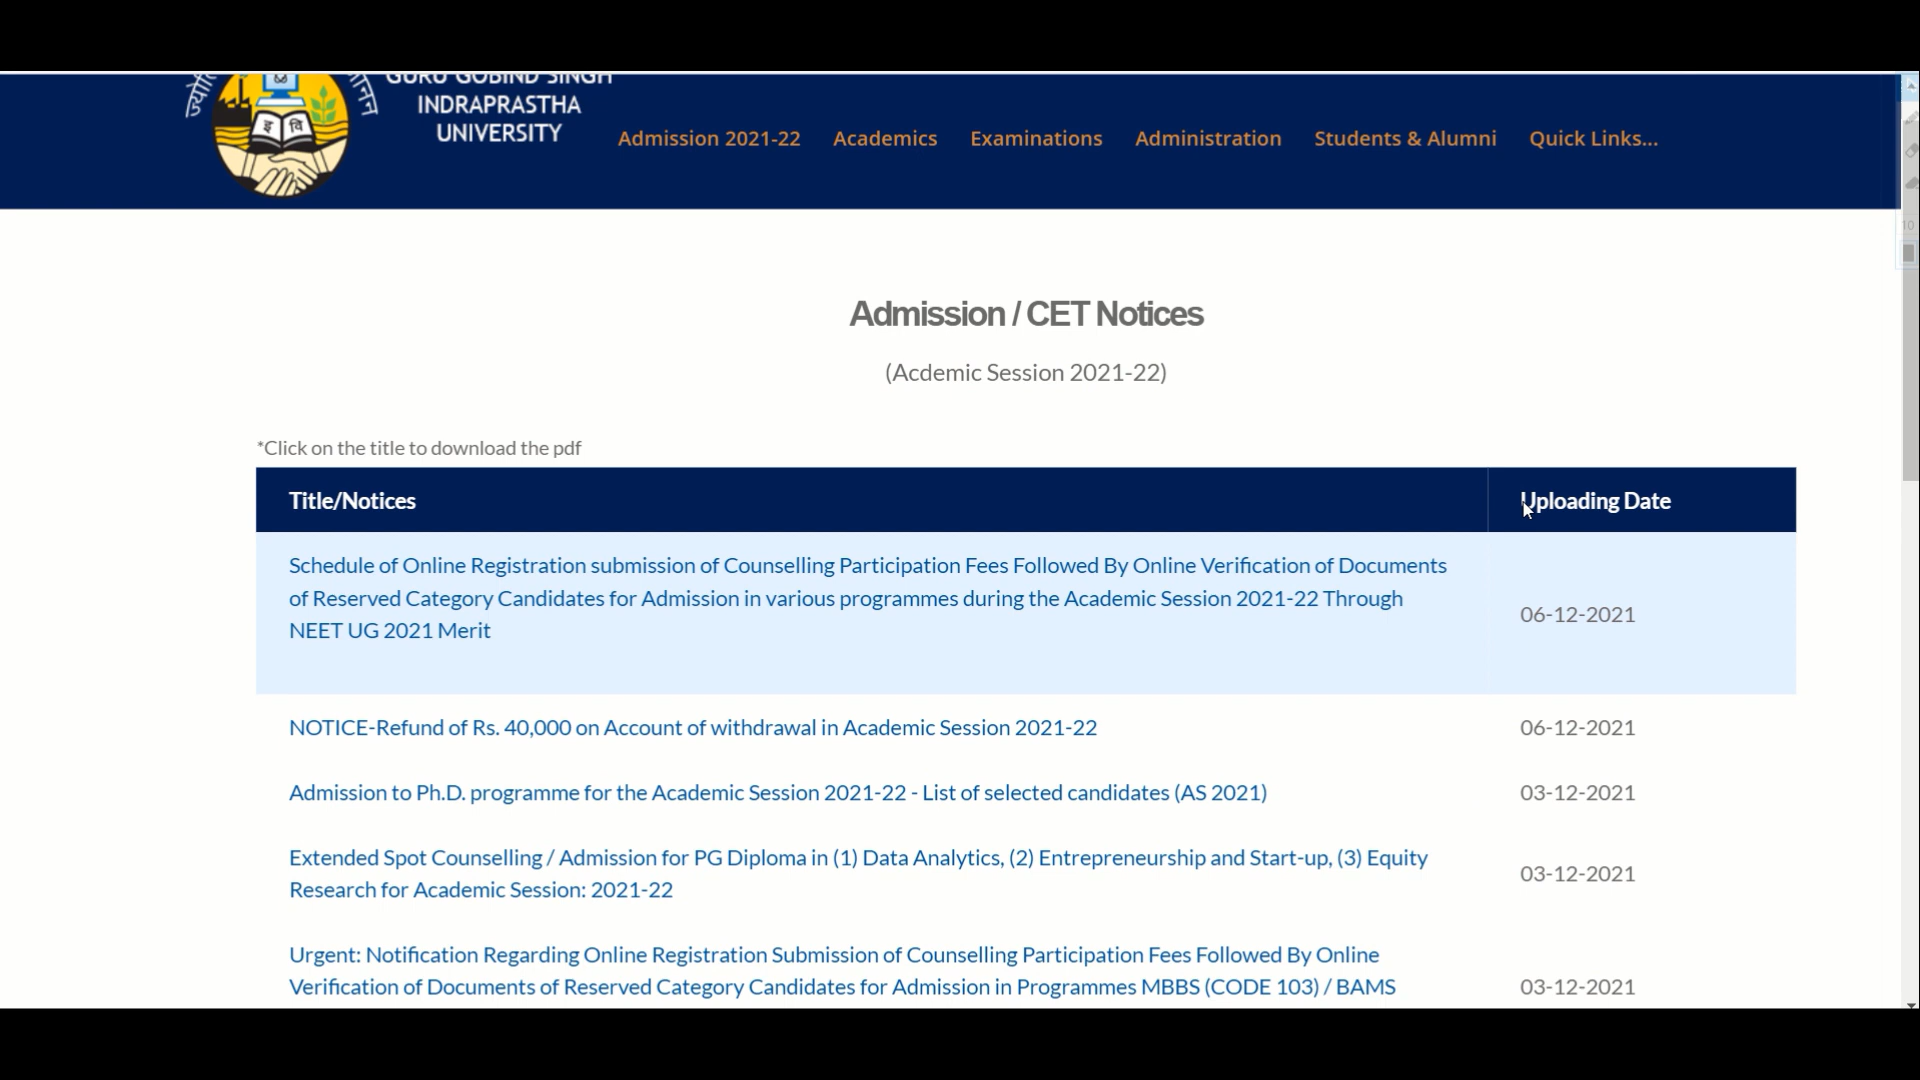 GURU GOBIND SINGH
INDRAPRASTHA
UNIVERSITY
इ वि
Admission 2021-22
Academics
Examinations
Administration
Students & Alumni
Quick Links...
10
Admission / CET Notices
(Acdemic Session 2021-22)
*Click on the title to download the pdf
Title/Notices
Uploading Date
Schedule of Online Registration submission of Counselling Participation Fees Followed By Online Verification of Documents
of Reserved Category Candidates for Admission in various programmes during the Academic Session 2021-22 Through
NEET UG 2021 Merit
06-12-2021
NOTICE-Refund of Rs. 40,000 on Account of withdrawal in Academic Session 2021-22
06-12-2021
Admission to Ph.D. programme for the Academic Session 2021-22 - List of selected candidates (AS 2021)
03-12-2021
Extended Spot Counselling / Admission for PG Diploma in (1) Data Analytics, (2) Entrepreneurship and Start-up, (3) Equity
Research for Academic Session: 2021-22
03-12-2021
Urgent: Notification Regarding Online Registration Submission of Counselling Participation Fees Followed By Online
Verification of Documents of Reserved Category Candidates for Admission in Programmes MBBS (CODE 103) / BAMS
03-12-2021